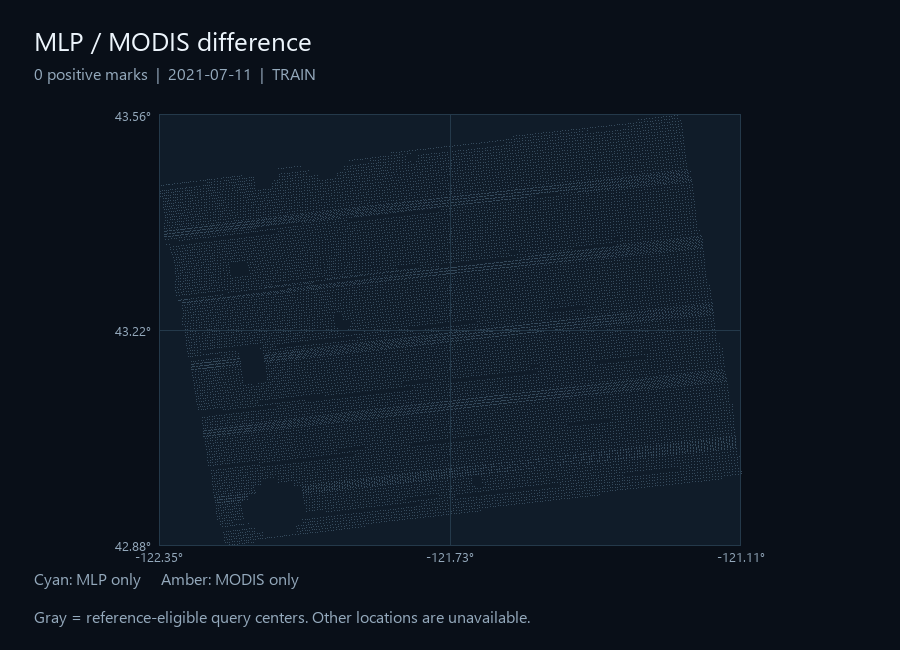 MLP / MODIS difference
0 positive marks | 2021-07-11 | TRAIN
43.56°
43.22°
42.88°
-122.35° -121.73° -121.11°
Cyan: MLP only Amber: MODIS only
Gray = reference-eligible query centers. Other locations are unavailable.